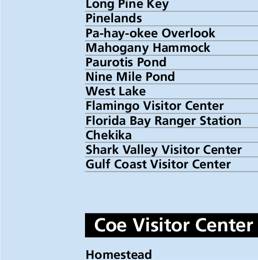 Long Pine Key
Pinelands
Pa-hay-okee Overlook
Mahogany Hammock
Paurotis Pond
Nine Mile Pond
West Lake
Flamingo Visitor Center
Florida Bay Ranger Station
Chekika
Shark Valley Visitor Center
Gulf Coast Visitor Center
Coe Visitor Center
Homestead